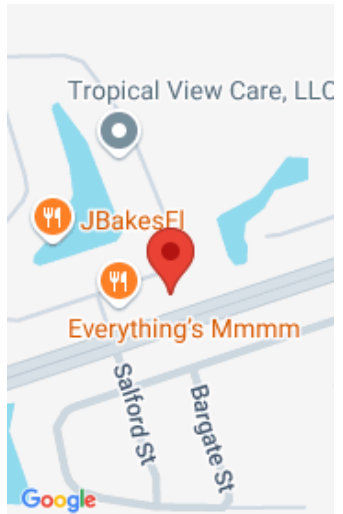 Tropical View Care, LLC
JBakesFl
Everything's Mmmm
Salford St
Bargate St
Google